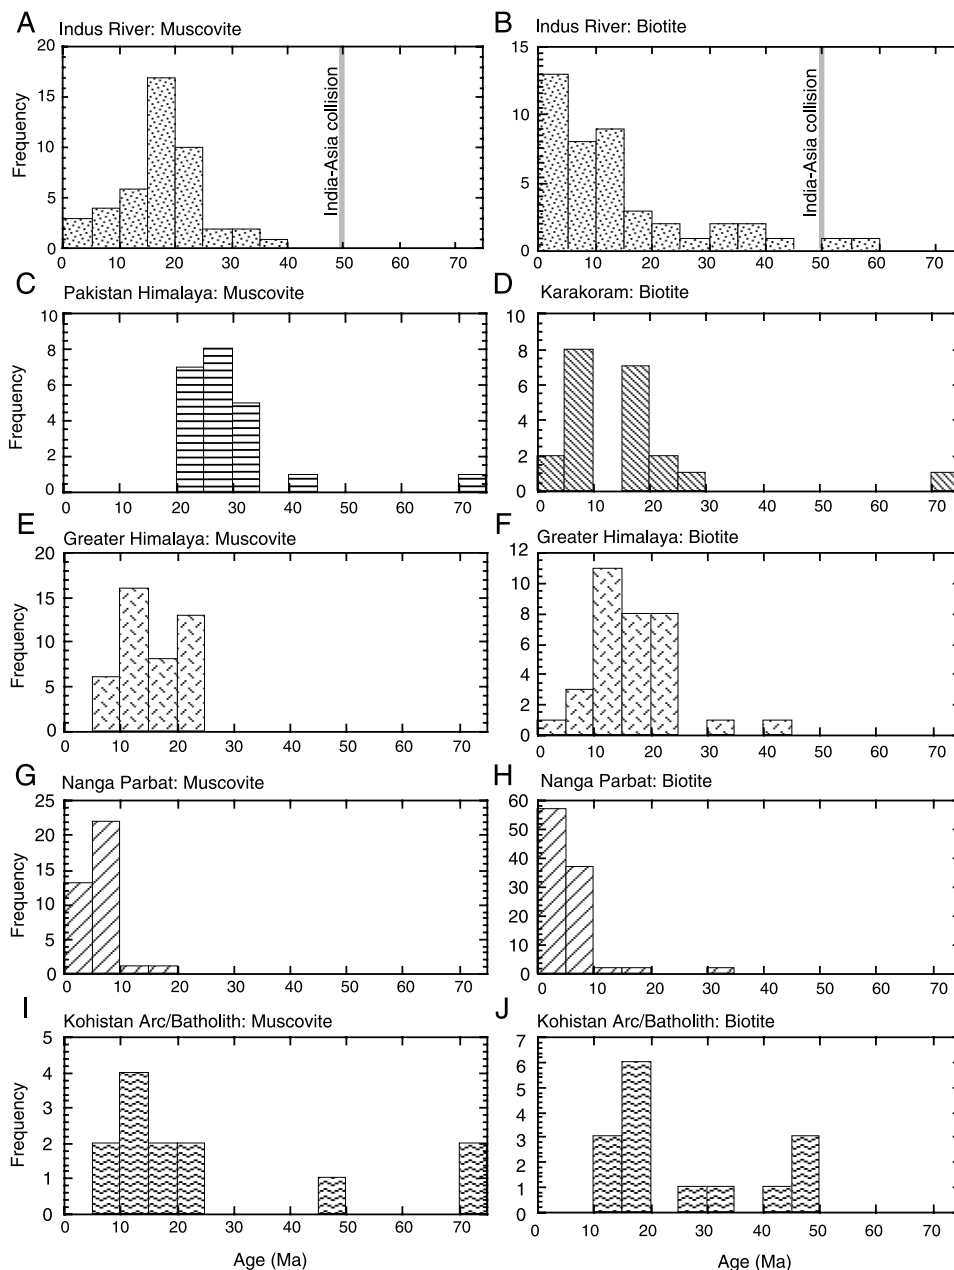 A
Indus River: Muscovite
20
15
10
5
0
Frequency
India-Asia collision
0 10 20 30 40 50 60 70
B
Indus River: Biotite
15
10
5
0
India-Asia collision
0 10 20 30 40 50 60 70
C
Pakistan Himalaya: Muscovite
10
8
6
4
2
0
Frequency
0 10 20 30 40 50 60 70
D
Karakoram: Biotite
10
8
6
4
2
0
0 10 20 30 40 50 60 70
E
Greater Himalaya: Muscovite
20
15
10
5
0
Frequency
0 10 20 30 40 50 60 70
F
Greater Himalaya: Biotite
12
10
8
6
4
2
0
0 10 20 30 40 50 60 70
G
Nanga Parbat: Muscovite
25
20
15
10
5
0
Frequency
0 10 20 30 40 50 60 70
H
Nanga Parbat: Biotite
60
50
40
30
20
10
0
0 10 20 30 40 50 60 70
I
Kohistan Arc/Batholith: Muscovite
5
4
3
2
1
0
Frequency
0 10 20 30 40 50 60 70
Age (Ma)
J
Kohistan Arc/Batholith: Biotite
7
6
5
4
3
2
1
0
0 10 20 30 40 50 60 70
Age (Ma)